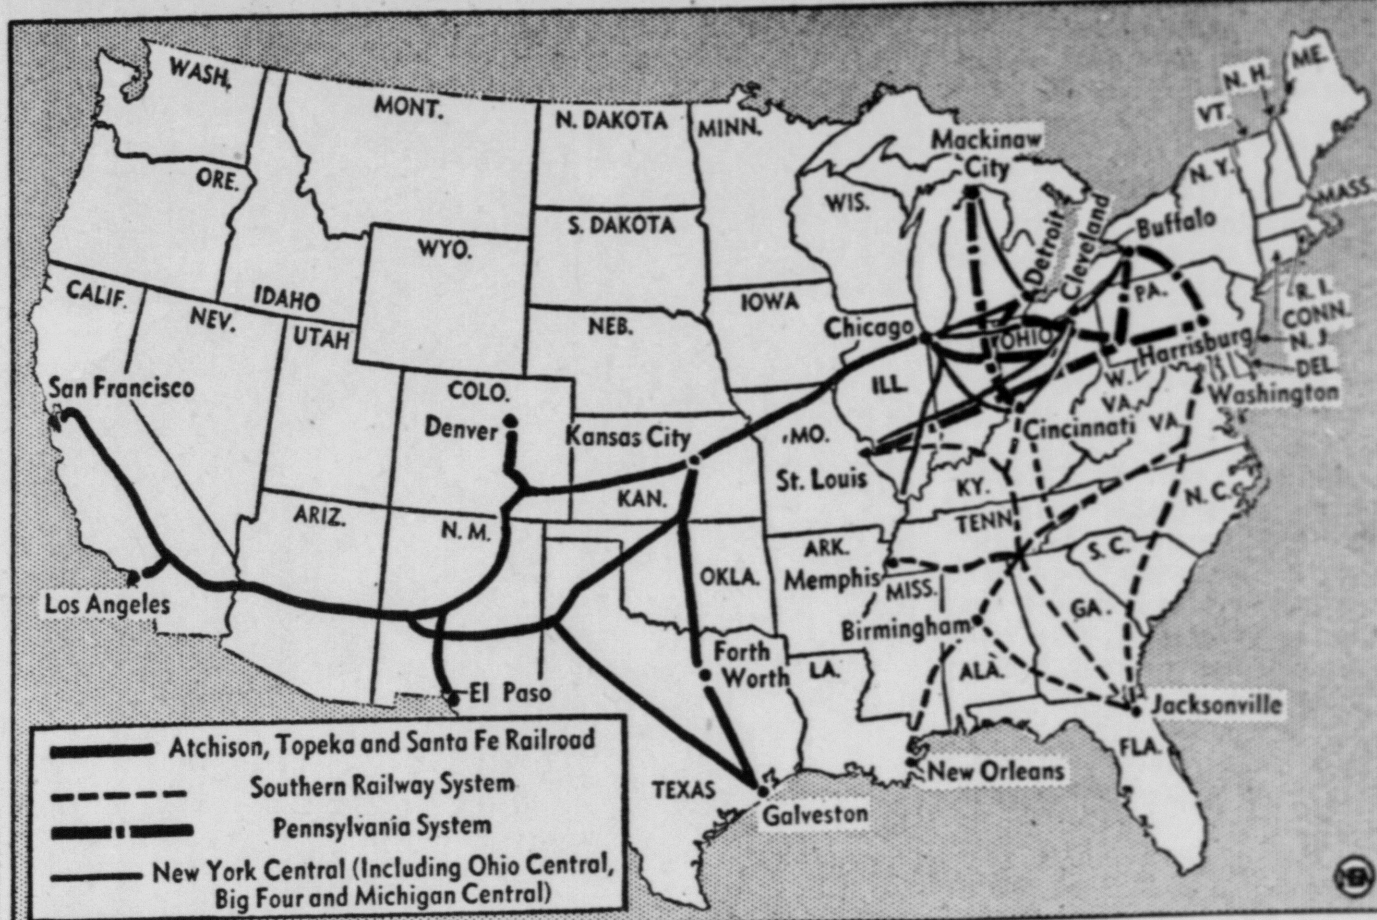 WASH.
MONT.
N. DAKOTA
MINN.
ORE.
S. DAKOTA
WIS.
Mackinaw
City
N. H.
ME.
VT.
N. Y.
MASS.
Detroit
Cleveland
Buffalo
WYO.
IDAHO
CALIF.
NEV.
UTAH
NEB.
IOWA
Chicago
OHIO
PA.
R. I.
CONN.
N. J.
Harrisburg
DEL.
Washington
San Francisco
COLO.
Denver
Kansas City
ILL.
W.
VA.
MO.
Cincinnati
VA.
St. Louis
KAN.
KY.
N. C.
ARIZ.
N. M.
TENN.
ARK.
S. C.
OKLA.
Memphis
MISS.
GA.
Los Angeles
Birmingham
Forth
Worth
LA.
ALA.
El Paso
Jacksonville
FLA.
New Orleans
TEXAS
Galveston
Atchison, Topeka and Santa Fe Railroad
Southern Railway System
Pennsylvania System
New York Central (Including Ohio Central,
Big Four and Michigan Central)